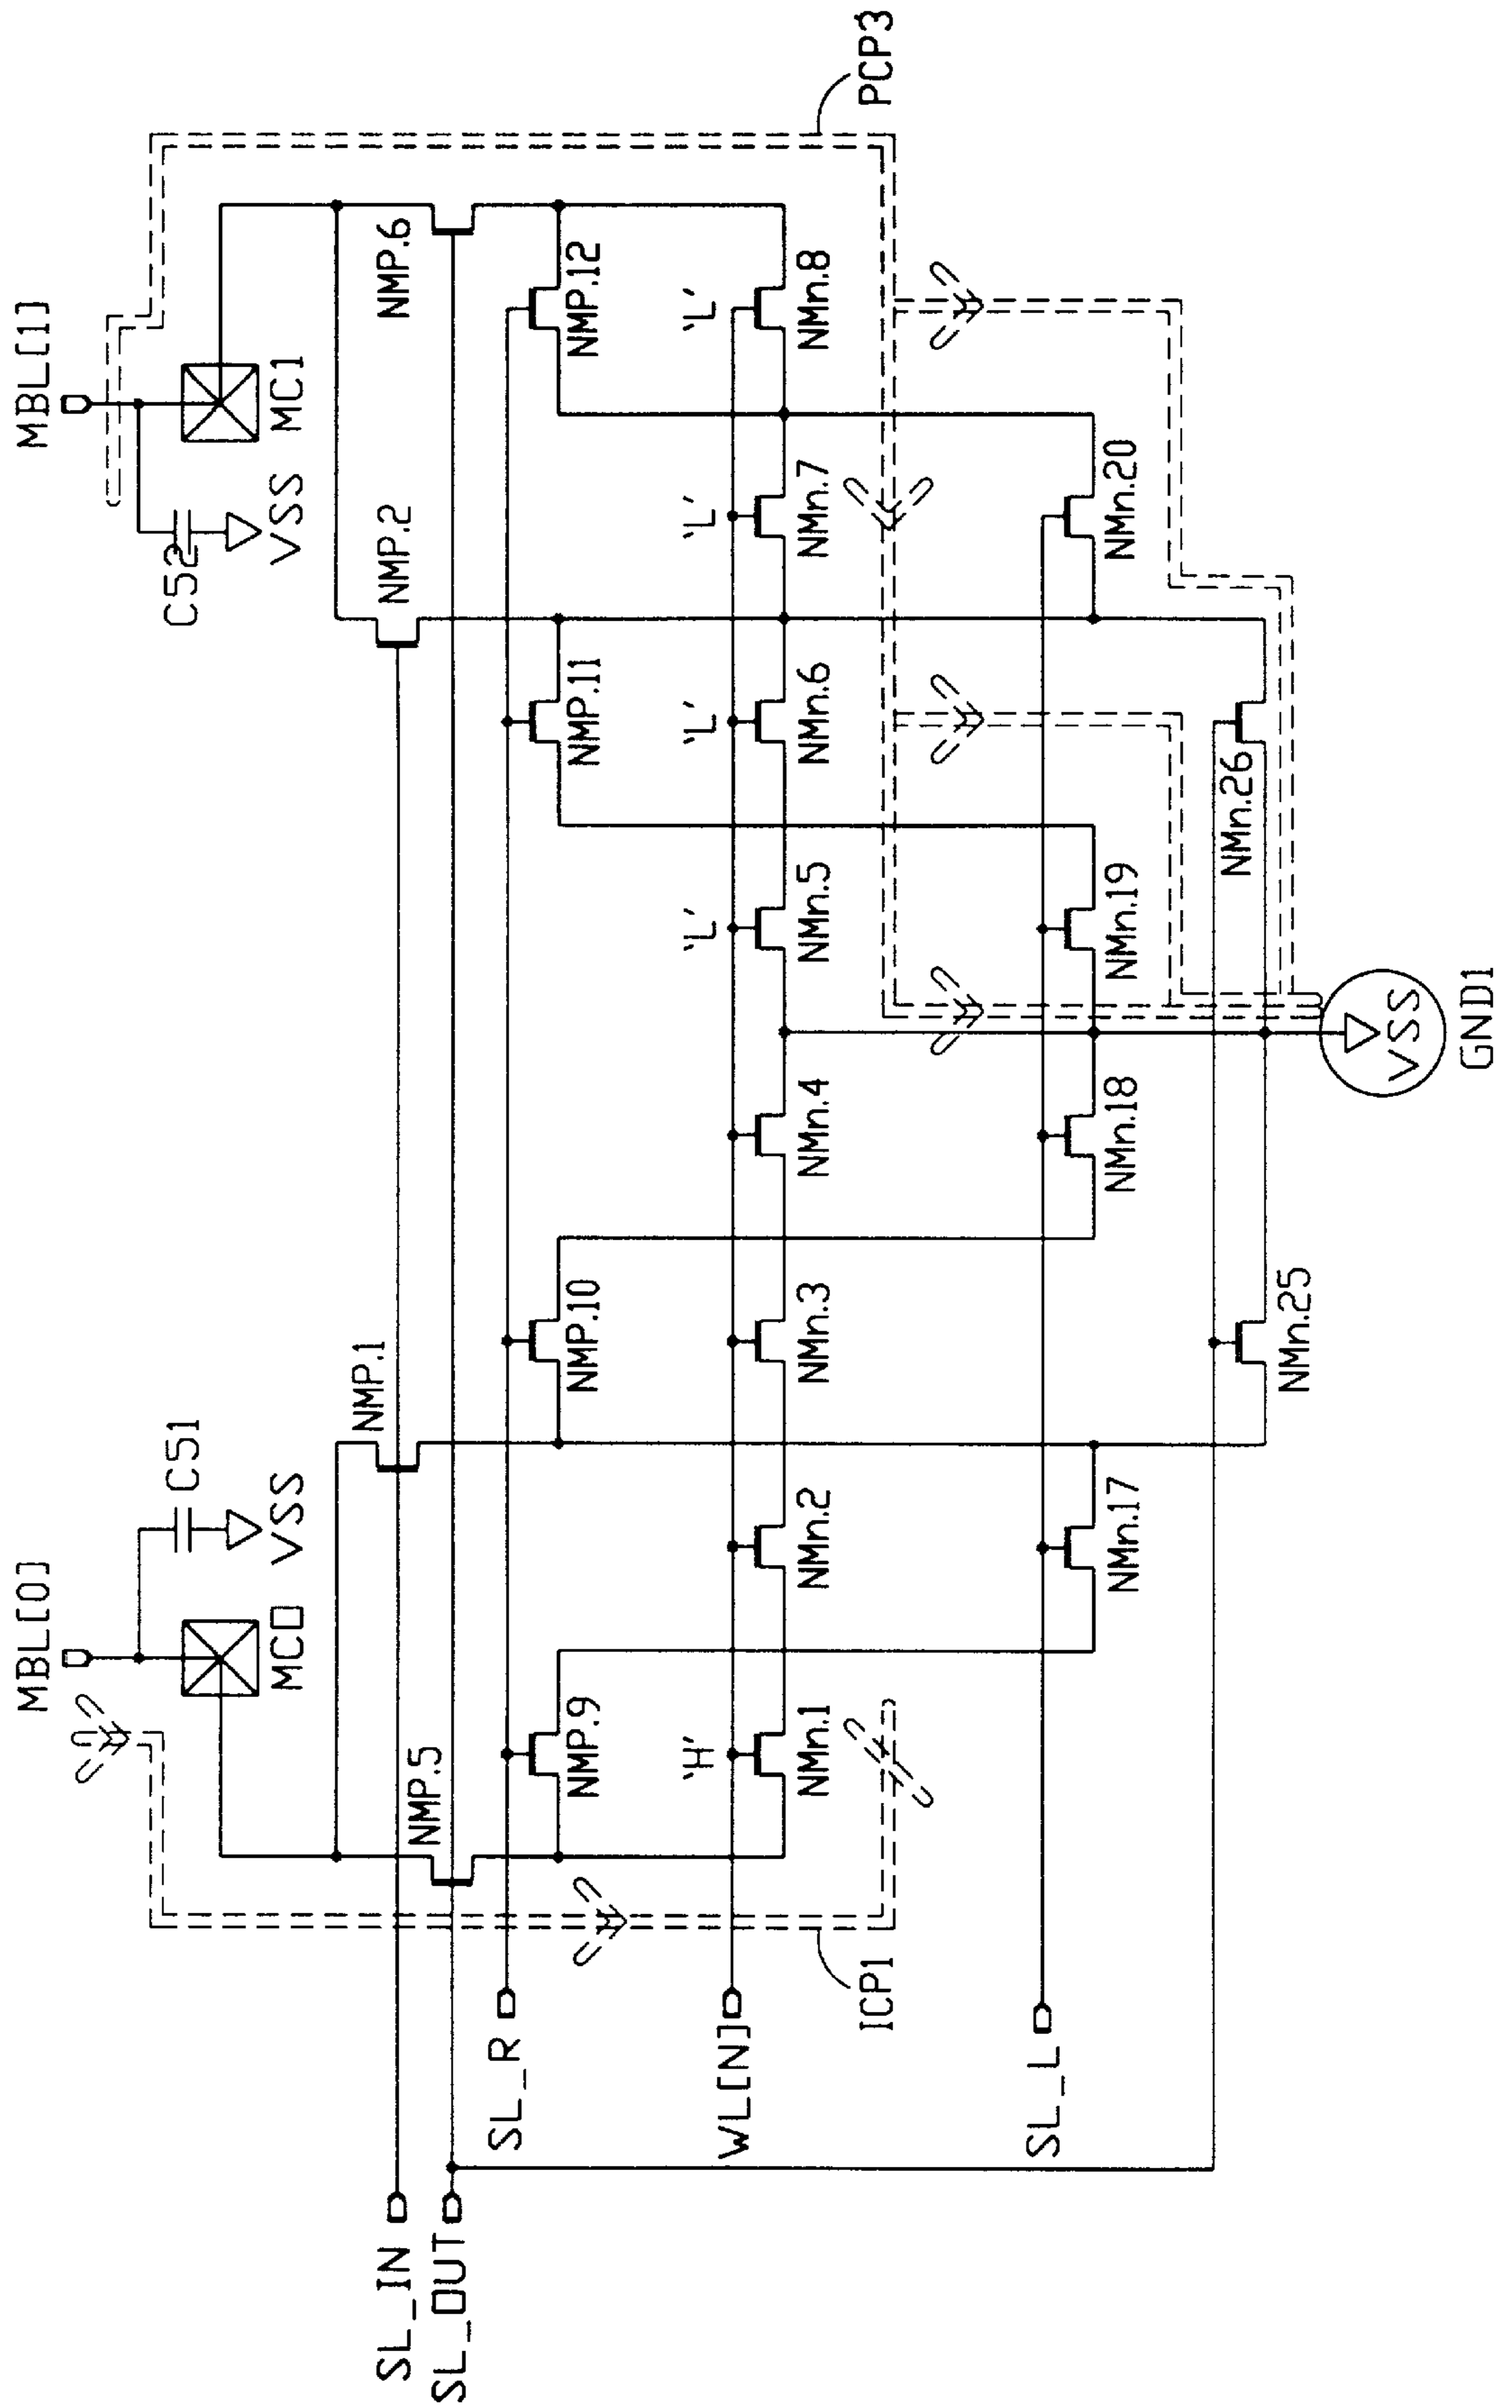 MBL[0]
MBL[1]
C51
VSS
MC0
C52
VSS
MC1
NMP.1
NMP.2
SL_IN
SL_OUT
NMP.5
NMP.6
SL_R
NMP.9
NMP.10
NMP.11
NMP.12
'H'
'L'
'L'
'L'
'L'
WL[N]
NMn.1
NMn.2
NMn.3
NMn.4
NMn.5
NMn.6
NMn.7
NMn.8
ICP1
PCP3
SL_L
NMn.17
NMn.18
NMn.19
NMn.20
NMn.25
NMn.26
VSS
GND1